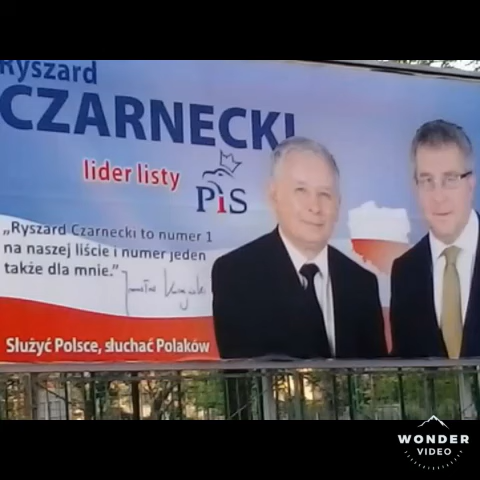 Ryszard
CZARNECKI
lider listy
PiS
„Ryszard Czarnecki to numer 1
na naszej liście i numer jeden
także dla mnie."
Służyć Polsce, słuchać Polaków
WONDER
VIDEO